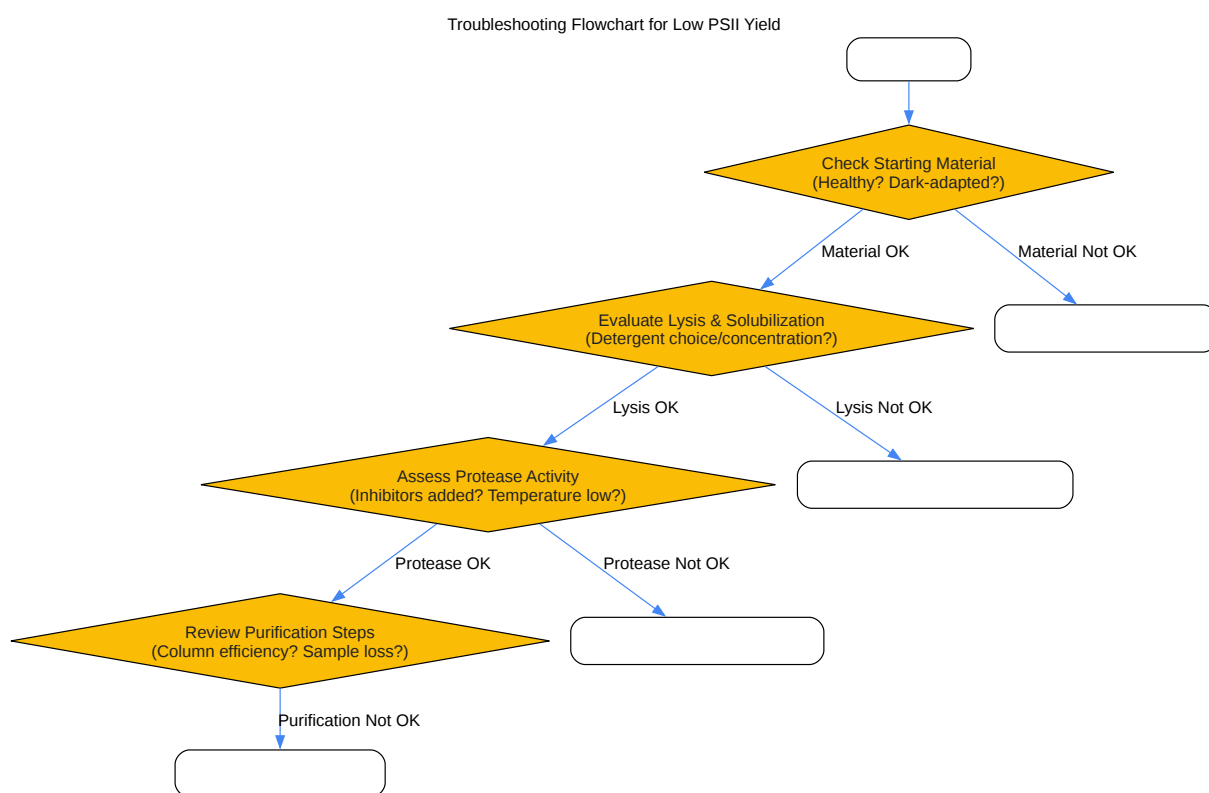 Troubleshooting Flowchart for Low PSII Yield
Check Starting Material
(Healthy? Dark-adapted?)
Material OK
Material Not OK
Evaluate Lysis & Solubilization
(Detergent choice/concentration?)
Lysis OK
Lysis Not OK
Assess Protease Activity
(Inhibitors added? Temperature low?)
Protease OK
Protease Not OK
Review Purification Steps
(Column efficiency? Sample loss?)
Purification Not OK